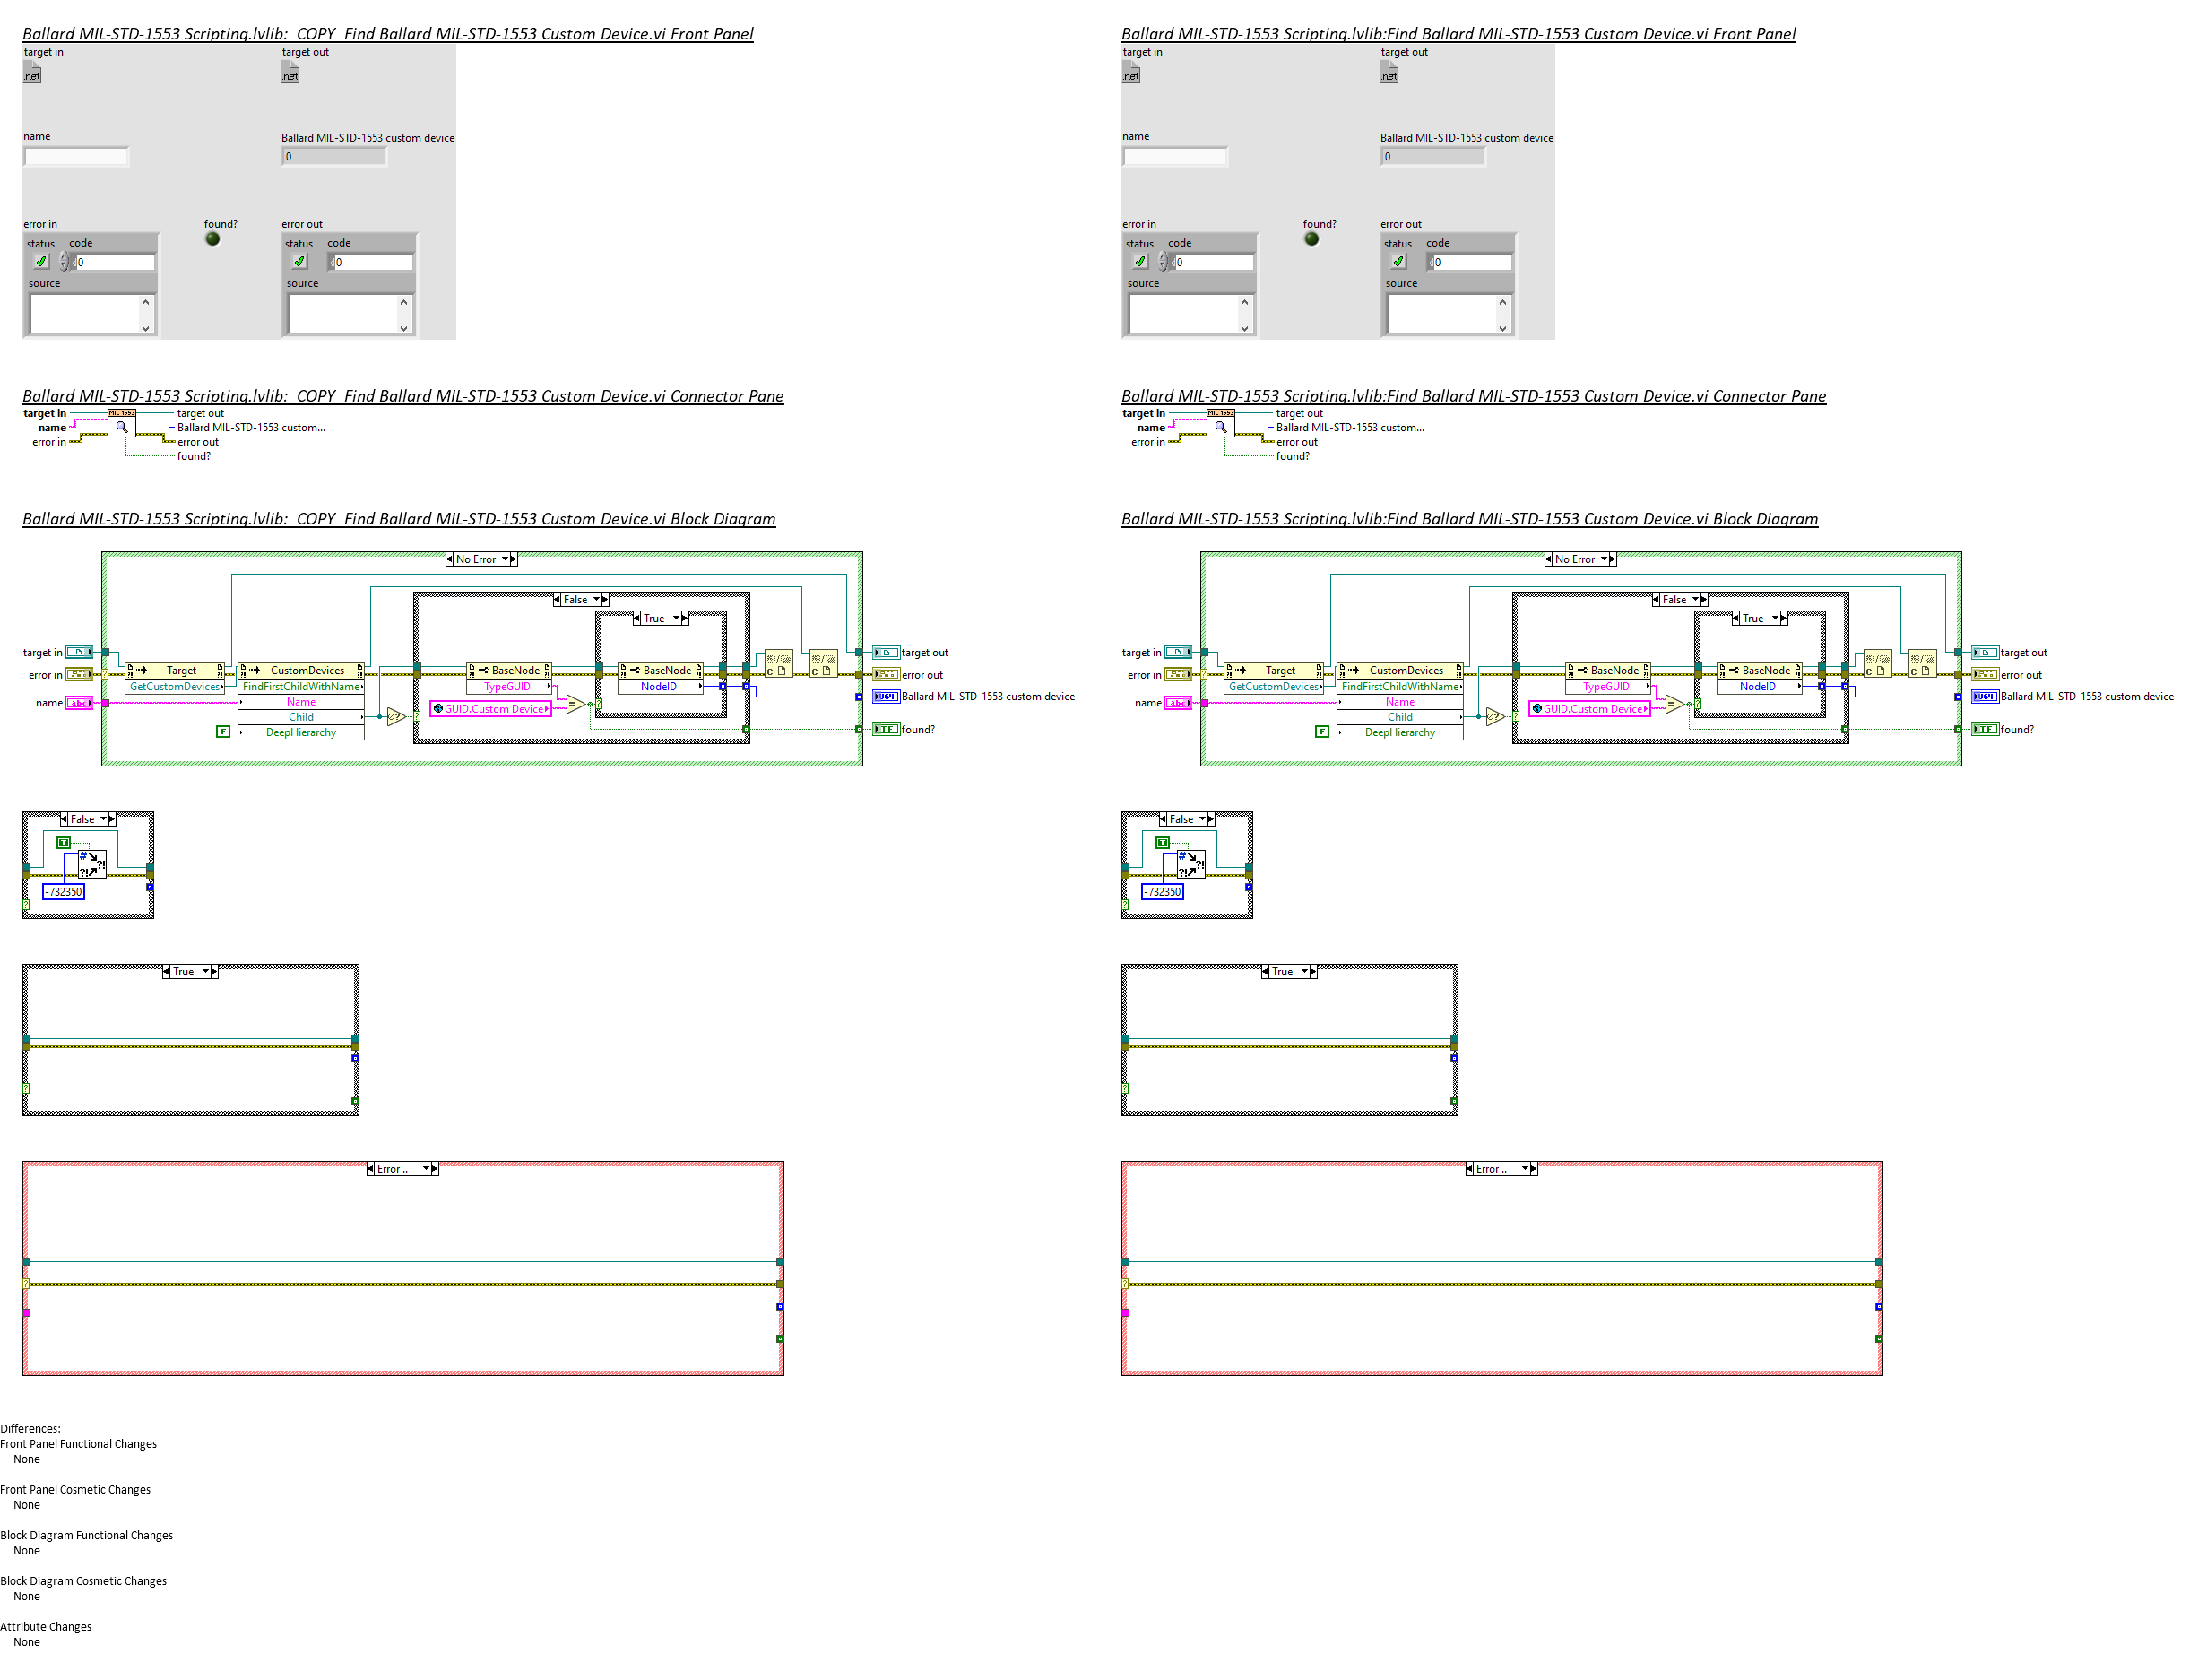 Ballard MIL-STD-1553 Scripting.lvlib:  COPY  Find Ballard MIL-STD-1553 Custom Device.vi Front Panel
target in
target out
.net
.net
name
Ballard MIL-STD-1553 custom device
0
error in
found?
error out
status
code
status
code
0
0
source
source
Ballard MIL-STD-1553 Scripting.lvlib:  COPY  Find Ballard MIL-STD-1553 Custom Device.vi Connector Pane
target in
MIL 1553
target out
name
Ballard MIL-STD-1553 custom...
error in
error out
found?
Ballard MIL-STD-1553 Scripting.lvlib:  COPY  Find Ballard MIL-STD-1553 Custom Device.vi Block Diagram
No Error
False
True
target in
target out
Target
CustomDevices
BaseNode
BaseNode
error in
error out
GetCustomDevices
FindFirstChildWithName
TypeGUID
NodeID
Ballard MIL-STD-1553 custom device
U64
name
abc
Name
GUID.Custom Device
=
Child
?
DeepHierarchy
F
TF
found?
False
T
#
?!
?!
-732350
?
True
?
Error ..
?
Ballard MIL-STD-1553 Scripting.lvlib:Find Ballard MIL-STD-1553 Custom Device.vi Front Panel
target in
target out
.net
.net
name
Ballard MIL-STD-1553 custom device
0
error in
found?
error out
status
code
status
code
0
0
source
source
Ballard MIL-STD-1553 Scripting.lvlib:Find Ballard MIL-STD-1553 Custom Device.vi Connector Pane
target in
MIL 1553
target out
name
Ballard MIL-STD-1553 custom...
error in
error out
found?
Ballard MIL-STD-1553 Scripting.lvlib:Find Ballard MIL-STD-1553 Custom Device.vi Block Diagram
No Error
False
True
target in
target out
Target
CustomDevices
BaseNode
BaseNode
error in
error out
GetCustomDevices
FindFirstChildWithName
TypeGUID
NodeID
Ballard MIL-STD-1553 custom device
U64
name
abc
Name
GUID.Custom Device
=
Child
?
DeepHierarchy
F
TF
found?
False
T
#
?!
?!
-732350
?
True
?
Error ..
?
Differences:
Front Panel Functional Changes
None
Front Panel Cosmetic Changes
None
Block Diagram Functional Changes
None
Block Diagram Cosmetic Changes
None
Attribute Changes
None